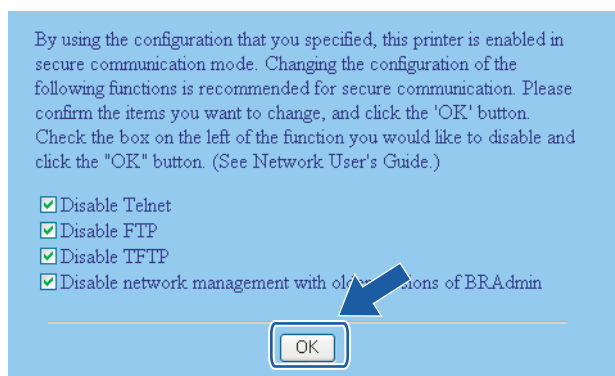 By using the configuration that you specified, this printer is enabled in
secure communication mode. Changing the configuration of the
following functions is recommended for secure communication. Please
confirm the items you want to change, and click the 'OK' button.
Check the box on the left of the function you would like to disable and
click the "OK" button. (See Network User's Guide.)
Disable Telnet
Disable FTP
Disable TFTP
Disable network management with of BRAdmin
OK